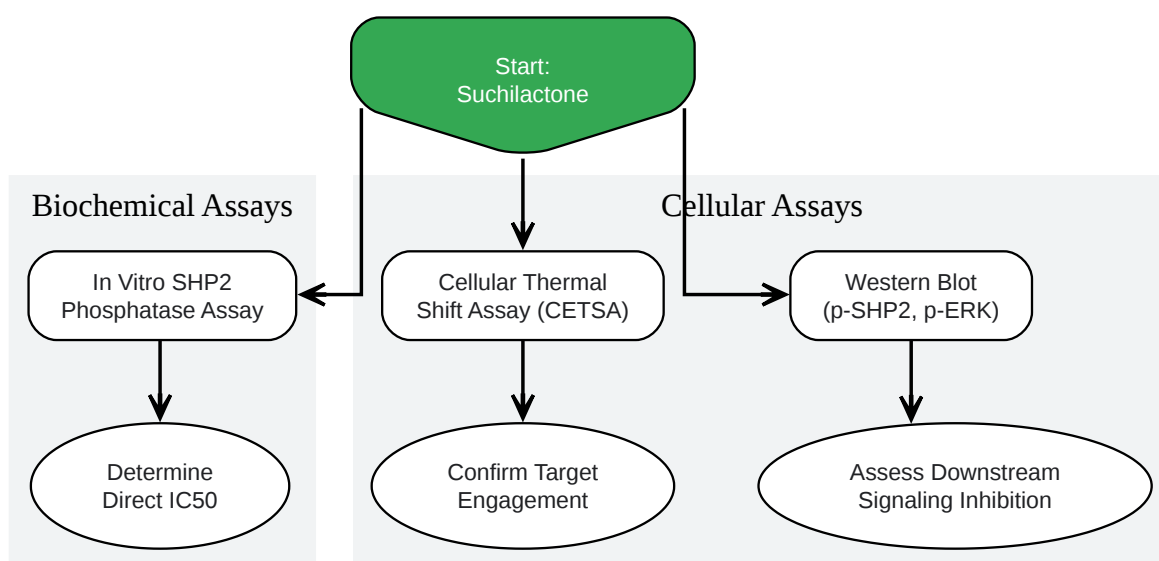 Start:
Suchilactone
Biochemical Assays
Cellular Assays
In Vitro SHP2
Phosphatase Assay
Cellular Thermal
Shift Assay (CETSA)
Western Blot
(p-SHP2, p-ERK)
Determine
Direct IC50
Confirm Target
Engagement
Assess Downstream
Signaling Inhibition